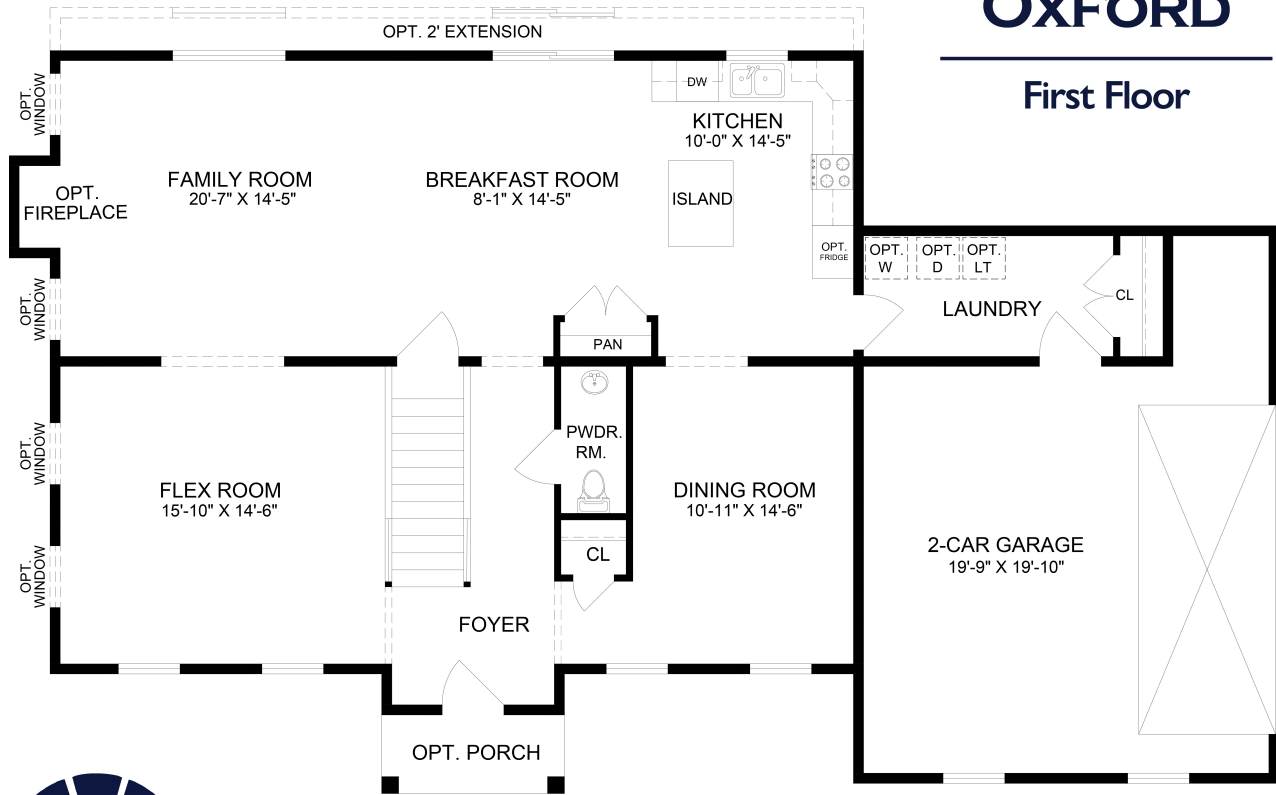 OXFORD
First Floor
OPT. 2' EXTENSION
OPT.
WINDOW
DW
KITCHEN
10'-0" X 14'-5"
FAMILY ROOM
20'-7" X 14'-5"
BREAKFAST ROOM
8'-1" X 14'-5"
ISLAND
OPT.
FIREPLACE
OPT.
FRIDGE
OPT.
W
OPT.
D
OPT.
LT
OPT.
WINDOW
LAUNDRY
CL
PAN
OPT.
WINDOW
PWDR.
RM.
FLEX ROOM
15'-10" X 14'-6"
DINING ROOM
10'-11" X 14'-6"
CL
2-CAR GARAGE
19'-9" X 19'-10"
OPT.
WINDOW
FOYER
OPT. PORCH